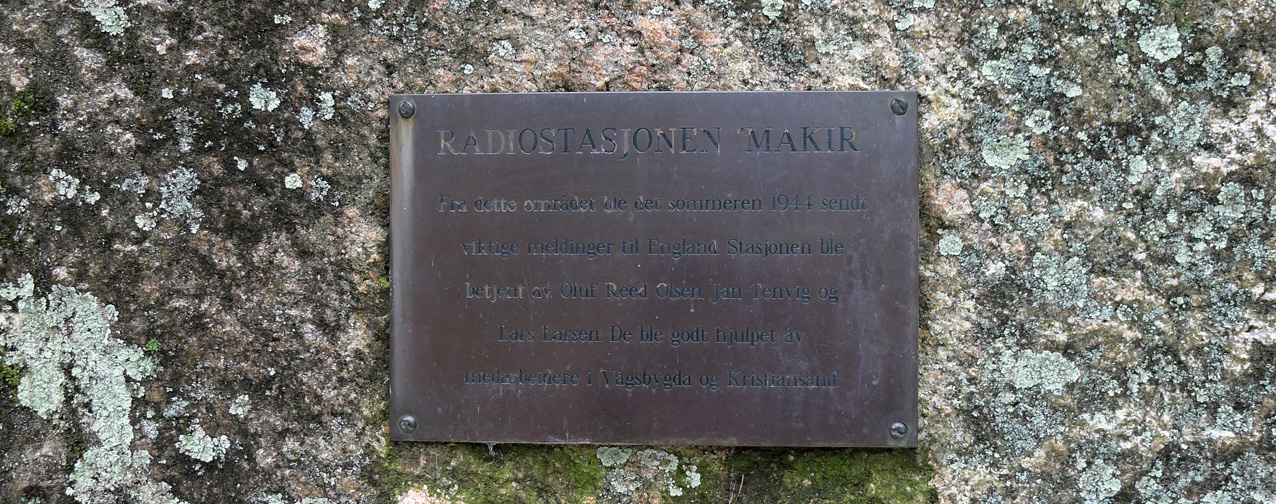 RADIOSTASJONEN "MAKIR"
Fra dette området ble det sommeren 1944 sendt
viktige meldinger til England. Stasjonen ble
betjent av Oluf Reed Olsen, Jan Tenvig og
Lars Larsen. De ble godt hjulpet av
medarbeidere i Vågsbygda og Kristiansand.